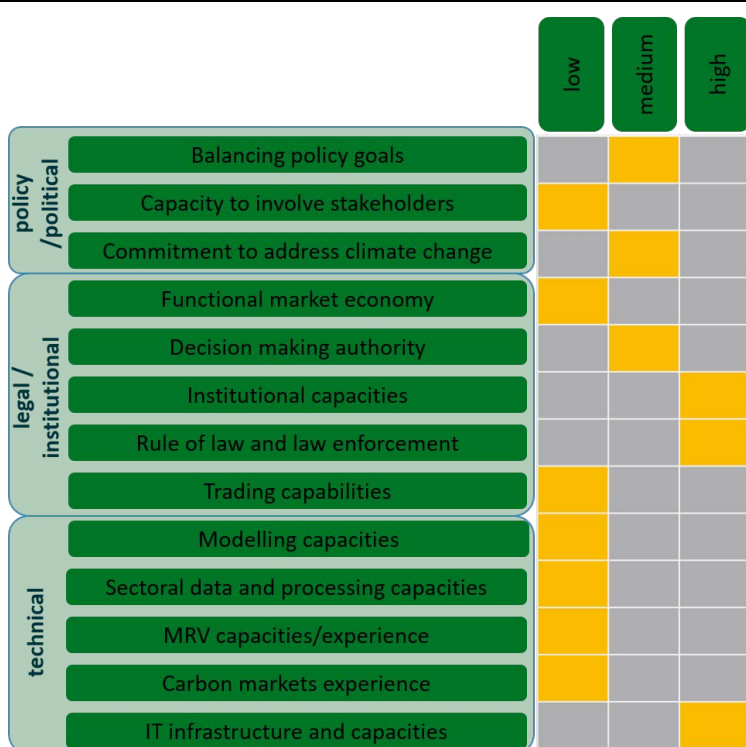 low
medium
high
policy
/political
Balancing policy goals
Capacity to involve stakeholders
Commitment to address climate change
legal /
institutional
Functional market economy
Decision making authority
Institutional capacities
Rule of law and law enforcement
Trading capabilities
technical
Modelling capacities
Sectoral data and processing capacities
MRV capacities/experience
Carbon markets experience
IT infrastructure and capacities